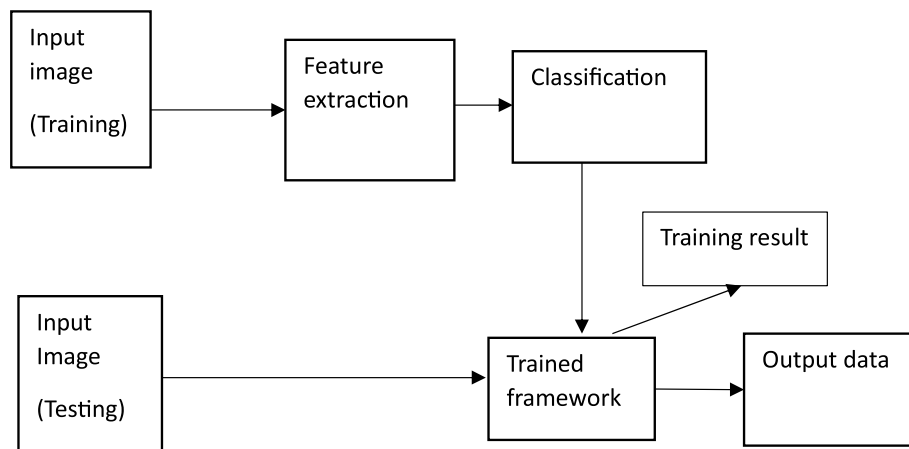 Input
image
(Training)
Feature
extraction
Classification
Training result
Input
Image
(Testing)
Trained
framework
Output data